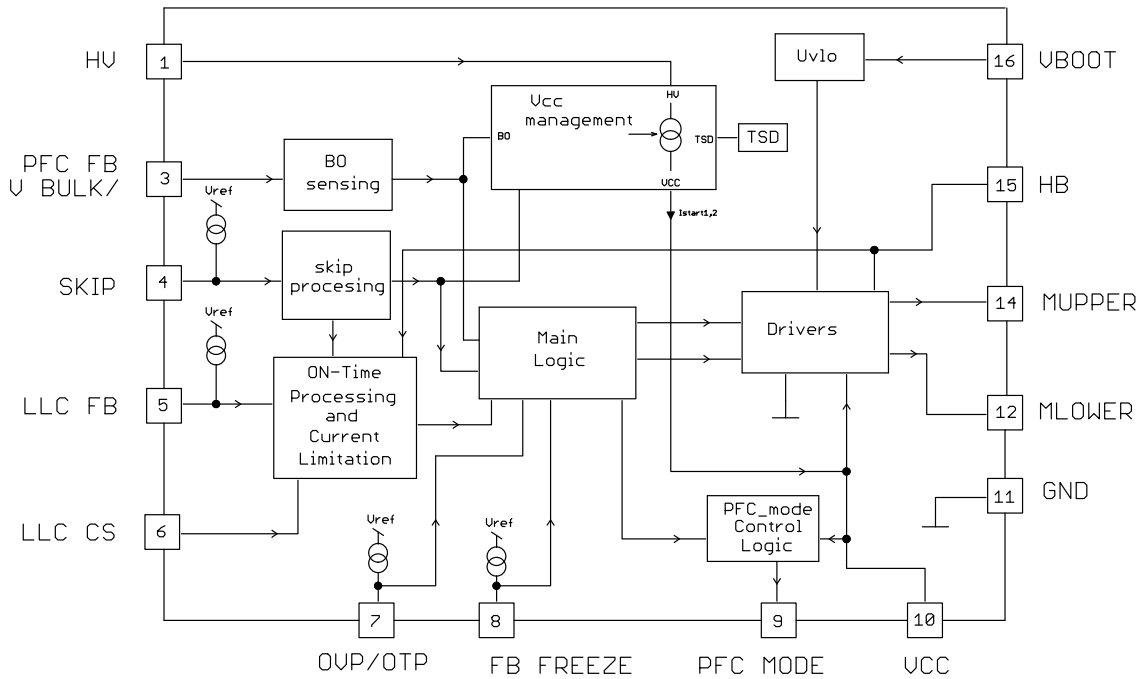 HV
1
Uvlo
16
VBOOT
HV
Vcc
management
BO
TSD
TSD
PFC FB
V BULK/
3
BO
sensing
VCC
15
HB
Vref
Istart1,2
SKIP
4
skip
procesing
Drivers
14
MUPPER
Vref
Main
Logic
ON-Time
Processing
and
Current
Limitation
LLC FB
5
12
MLOWER
11
GND
LLC CS
6
Vref
Vref
PFC_mode
Control
Logic
7
8
9
10
OVP/OTP
FB FREEZE
PFC MODE
VCC